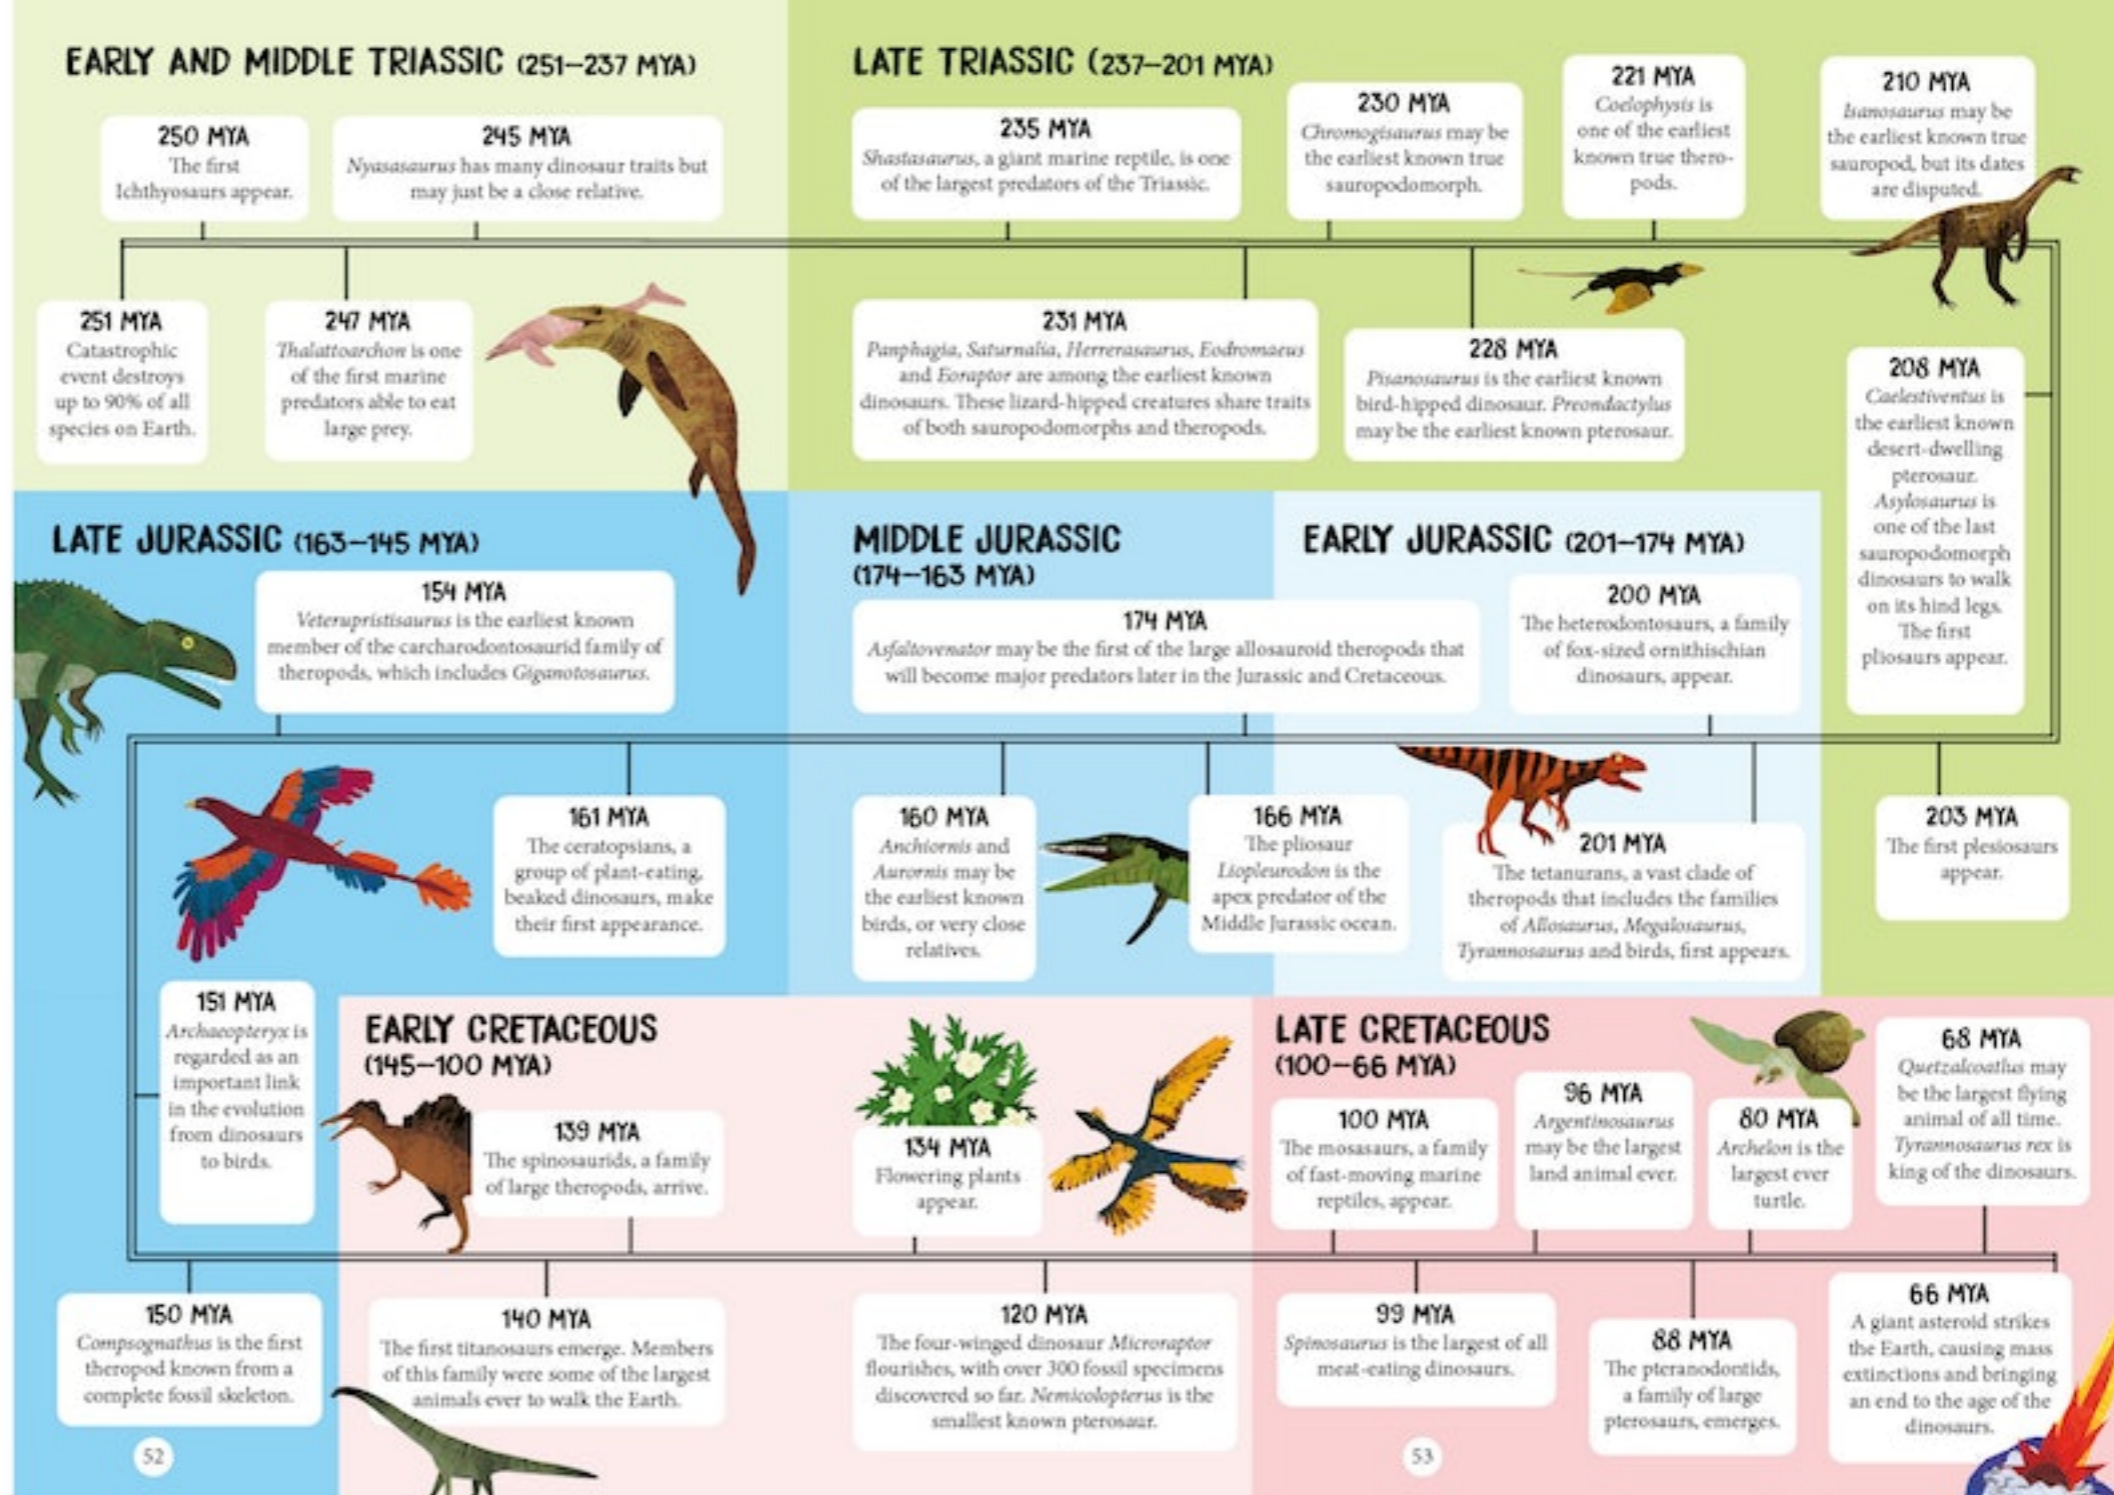 EARLY AND MIDDLE TRIASSIC (251–237 MYA)
250 MYA
The first
Ichthyosaurs appear.
245 MYA
Nyasasaurus has many dinosaur traits but
may just be a close relative.
251 MYA
Catastrophic
event destroys
up to 90% of all
species on Earth.
247 MYA
Thalattoarchon is one
of the first marine
predators able to eat
large prey.
LATE TRIASSIC (237–201 MYA)
235 MYA
Shastasaurus, a giant marine reptile, is one
of the largest predators of the Triassic.
230 MYA
Chromogisaurus may be
the earliest known true
sauropodomorph.
221 MYA
Coelophysis is
one of the earliest
known true thero-
pods.
210 MYA
Isanosaurus may be
the earliest known true
sauropod, but its dates
are disputed.
231 MYA
Panphagia, Saturnalia, Herrerasaurus, Eodromaeus
and Eoraptor are among the earliest known
dinosaurs. These lizard-hipped creatures share traits
of both sauropodomorphs and theropods.
228 MYA
Pisanosaurus is the earliest known
bird-hipped dinosaur. Preondactylus
may be the earliest known pterosaur.
208 MYA
Caelestiventus is
the earliest known
desert-dwelling
pterosaur.
Asylosaurus is
one of the last
sauropodomorph
dinosaurs to walk
on its hind legs.
The first
pliosaurs appear.
203 MYA
The first plesiosaurs
appear.
EARLY JURASSIC (201–174 MYA)
200 MYA
The heterodontosaurs, a family
of fox-sized ornithischian
dinosaurs, appear.
201 MYA
The tetanurans, a vast clade of
theropods that includes the families
of Allosaurus, Megalosaurus,
Tyrannosaurus and birds, first appears.
MIDDLE JURASSIC
(174–163 MYA)
174 MYA
Asfaltovenator may be the first of the large allosauroid theropods that
will become major predators later in the Jurassic and Cretaceous.
160 MYA
Anchiornis and
Aurornis may be
the earliest known
birds, or very close
relatives.
166 MYA
The pliosaur
Liopleurodon is the
apex predator of the
Middle Jurassic ocean.
LATE JURASSIC (163–145 MYA)
154 MYA
Veterupristisaurus is the earliest known
member of the carcharodontosaurid family of
theropods, which includes Giganotosaurus.
161 MYA
The ceratopsians, a
group of plant-eating,
beaked dinosaurs, make
their first appearance.
151 MYA
Archaeopteryx is
regarded as an
important link
in the evolution
from dinosaurs
to birds.
150 MYA
Compsognathus is the first
theropod known from a
complete fossil skeleton.
52
EARLY CRETACEOUS
(145–100 MYA)
139 MYA
The spinosaurids, a family
of large theropods, arrive.
134 MYA
Flowering plants
appear.
140 MYA
The first titanosaurs emerge. Members
of this family were some of the largest
animals ever to walk the Earth.
120 MYA
The four-winged dinosaur Microraptor
flourishes, with over 300 fossil specimens
discovered so far. Nemicolopterus is the
smallest known pterosaur.
LATE CRETACEOUS
(100–66 MYA)
100 MYA
The mosasaurs, a family
of fast-moving marine
reptiles, appear.
96 MYA
Argentinosaurus
may be the largest
land animal ever.
80 MYA
Archelon is the
largest ever
turtle.
68 MYA
Quetzalcoatlus may
be the largest flying
animal of all time.
Tyrannosaurus rex is
king of the dinosaurs.
99 MYA
Spinosaurus is the largest of all
meat-eating dinosaurs.
88 MYA
The pteranodontids,
a family of large
pterosaurs, emerges.
66 MYA
A giant asteroid strikes
the Earth, causing mass
extinctions and bringing
an end to the age of the
dinosaurs.
53